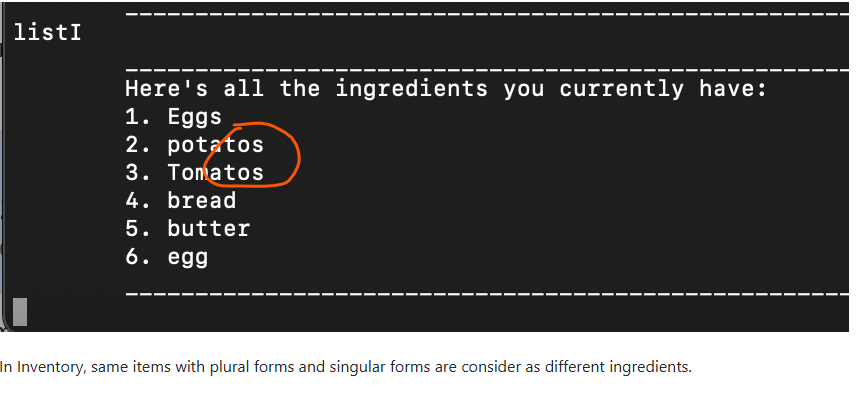 listI
Here's all the ingredients you currently have:
1. Eggs
2. potatos
3. Tomatos
4. bread
5. butter
6. egg
In Inventory, same items with plural forms and singular forms are consider as different ingredients.